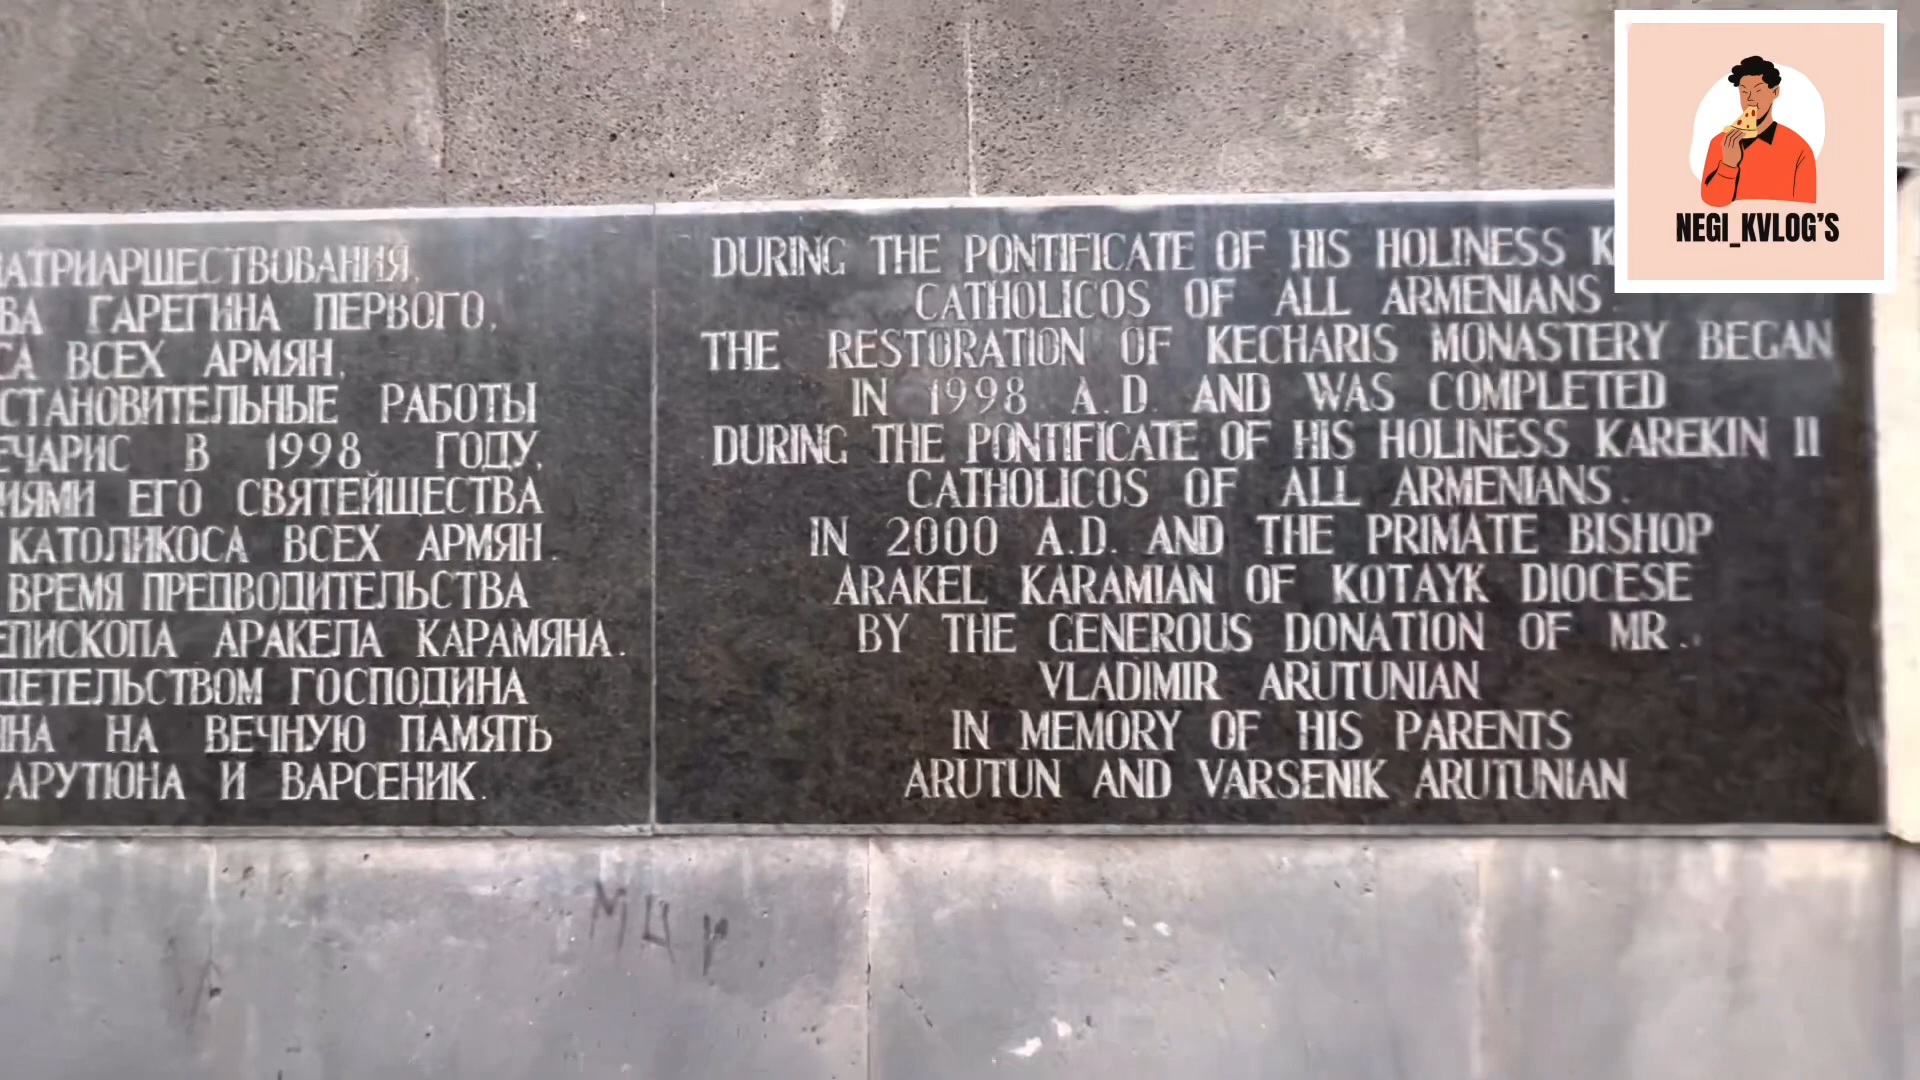 АТРИАРШЕСТВОВАНИЯ,
ВА ГАРЕГИНА ПЕРВОГО,
СА ВСЕХ АРМЯН,
СТАНОВИТЕЛЬНЫЕ РАБОТЫ
ЕЧАРИС В 1998 ГОДУ,
ИЯМИ ЕГО СВЯТЕЙЩЕСТВА
КАТОЛИКОСА ВСЕХ АРМЯН.
ВРЕМЯ ПРЕДВОДИТЕЛЬСТВА
ЕПИСКОПА АРАКЕЛА КАРАМЯНА.
ДЕТЕЛЬСТВОМ ГОСПОДИНА
НА НА ВЕЧНУЮ ПАМЯТЬ
АРУТЮНА И ВАРСЕНИК.
DURING THE PONTIFICATE OF HIS HOLINESS K
CATHOLICOS OF ALL ARMENIANS.
THE RESTORATION OF KECHARIS MONASTERY BEGAN
IN 1998 A.D. AND WAS COMPLETED
DURING THE PONTIFICATE OF HIS HOLINESS KAREKIN II
CATHOLICOS OF ALL ARMENIANS.
IN 2000 A.D. AND THE PRIMATE BISHOP
ARAKEL KARAMIAN OF KOTAYK DIOCESE
BY THE GENEROUS DONATION OF MR..
VLADIMIR ARUTUNIAN
IN MEMORY OF HIS PARENTS
ARUTUN AND VARSENIK ARUTUNIAN
NEGI_KVLOG'S